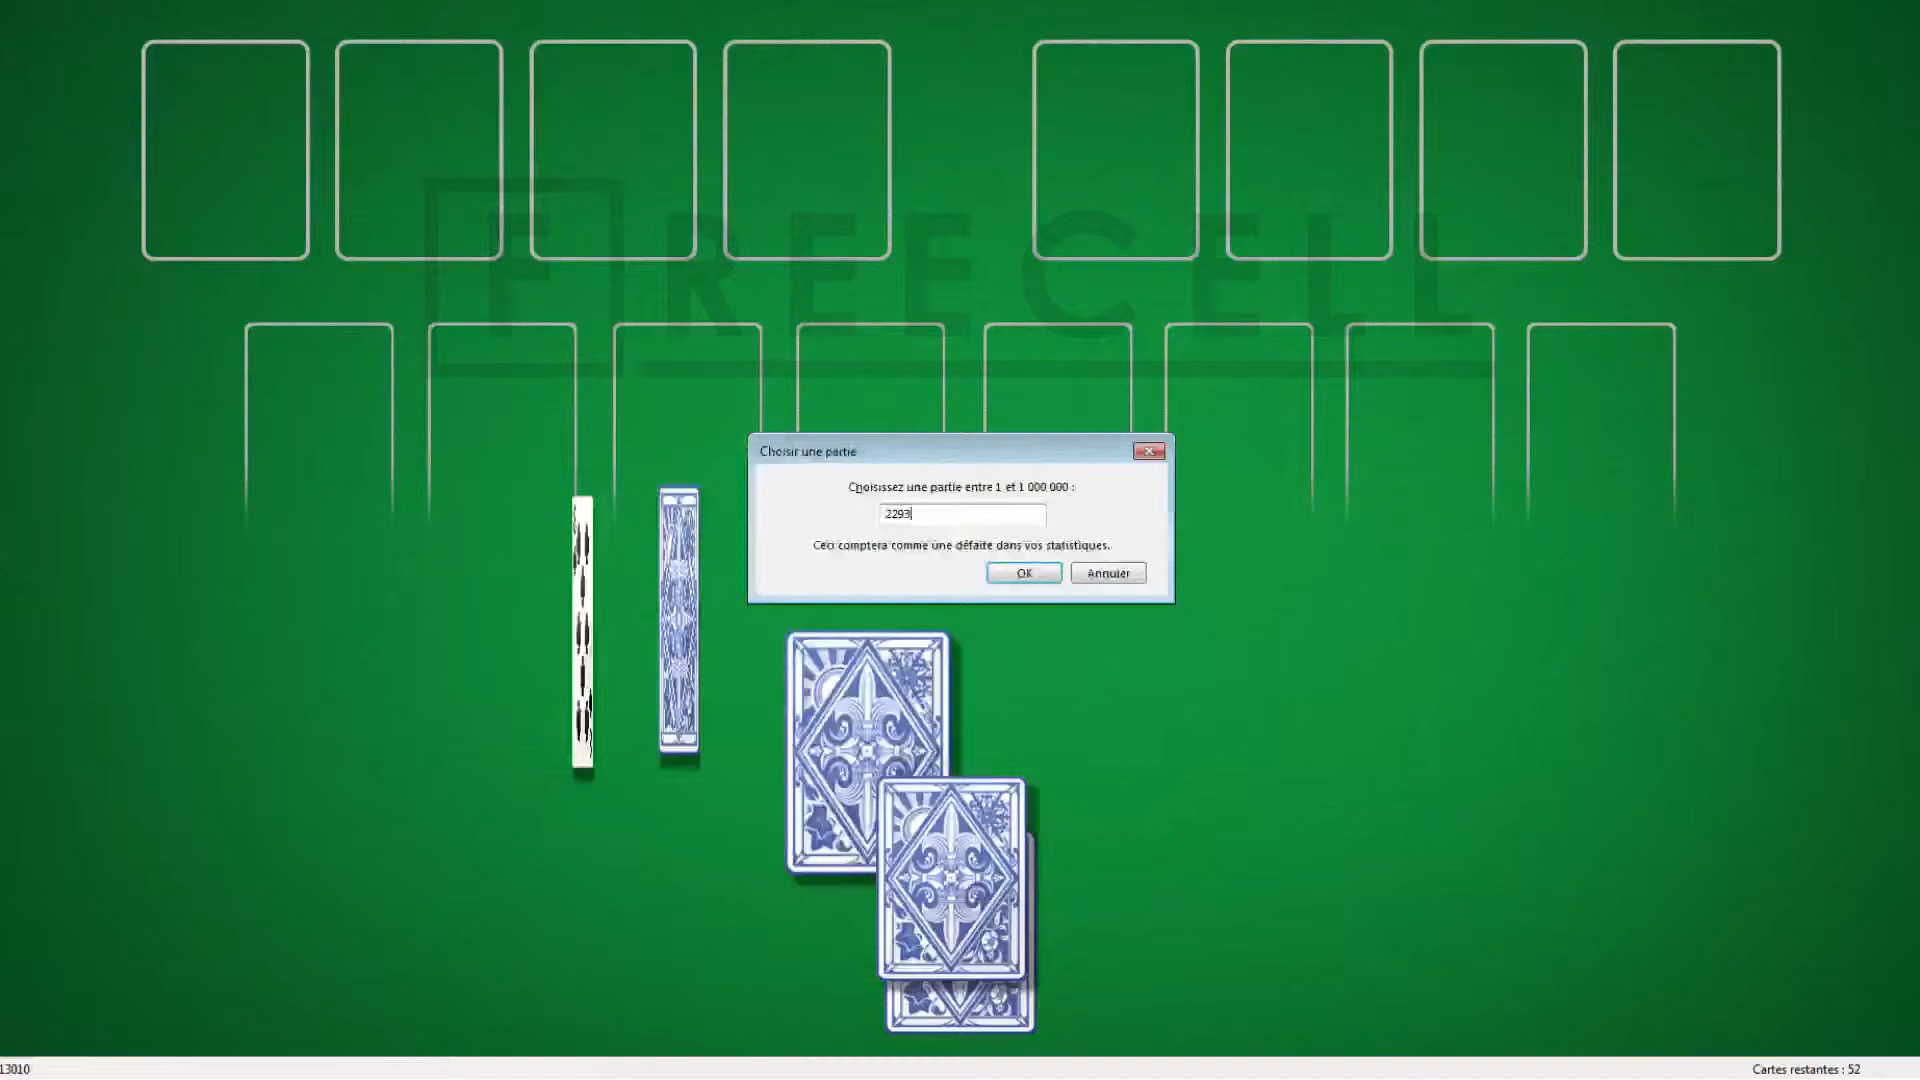 FREECELL
Choisir une partie
Choisissez une partie entre 1 et 1 000 000 :
2293
Ceci comptera comme une défaite dans vos statistiques.
OK
Annuler
13010
Cartes restantes : 52